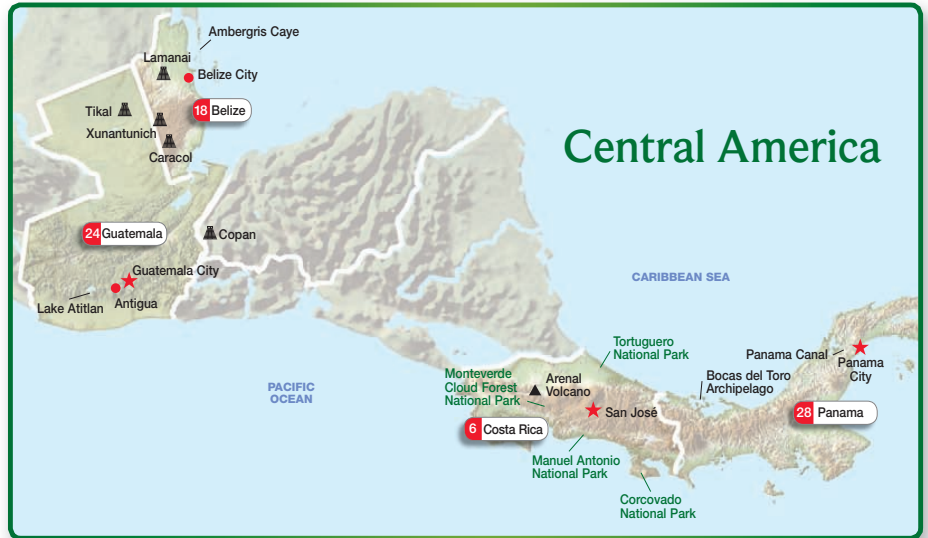 Ambergris Caye
Lamanai
Belize City
Tikal
18 Belize
Xunantunich
Caracol
Central America
24 Guatemala
Copan
Guatemala City
CARIBBEAN SEA
Lake Atitlan
Antigua
Tortuguero
National Park
Panama Canal
Panama
City
Monteverde
Cloud Forest
National Park
Arenal
Volcano
Bocas del Toro
Archipelago
PACIFIC
OCEAN
San José
28 Panama
6 Costa Rica
Manuel Antonio
National Park
Corcovado
National Park